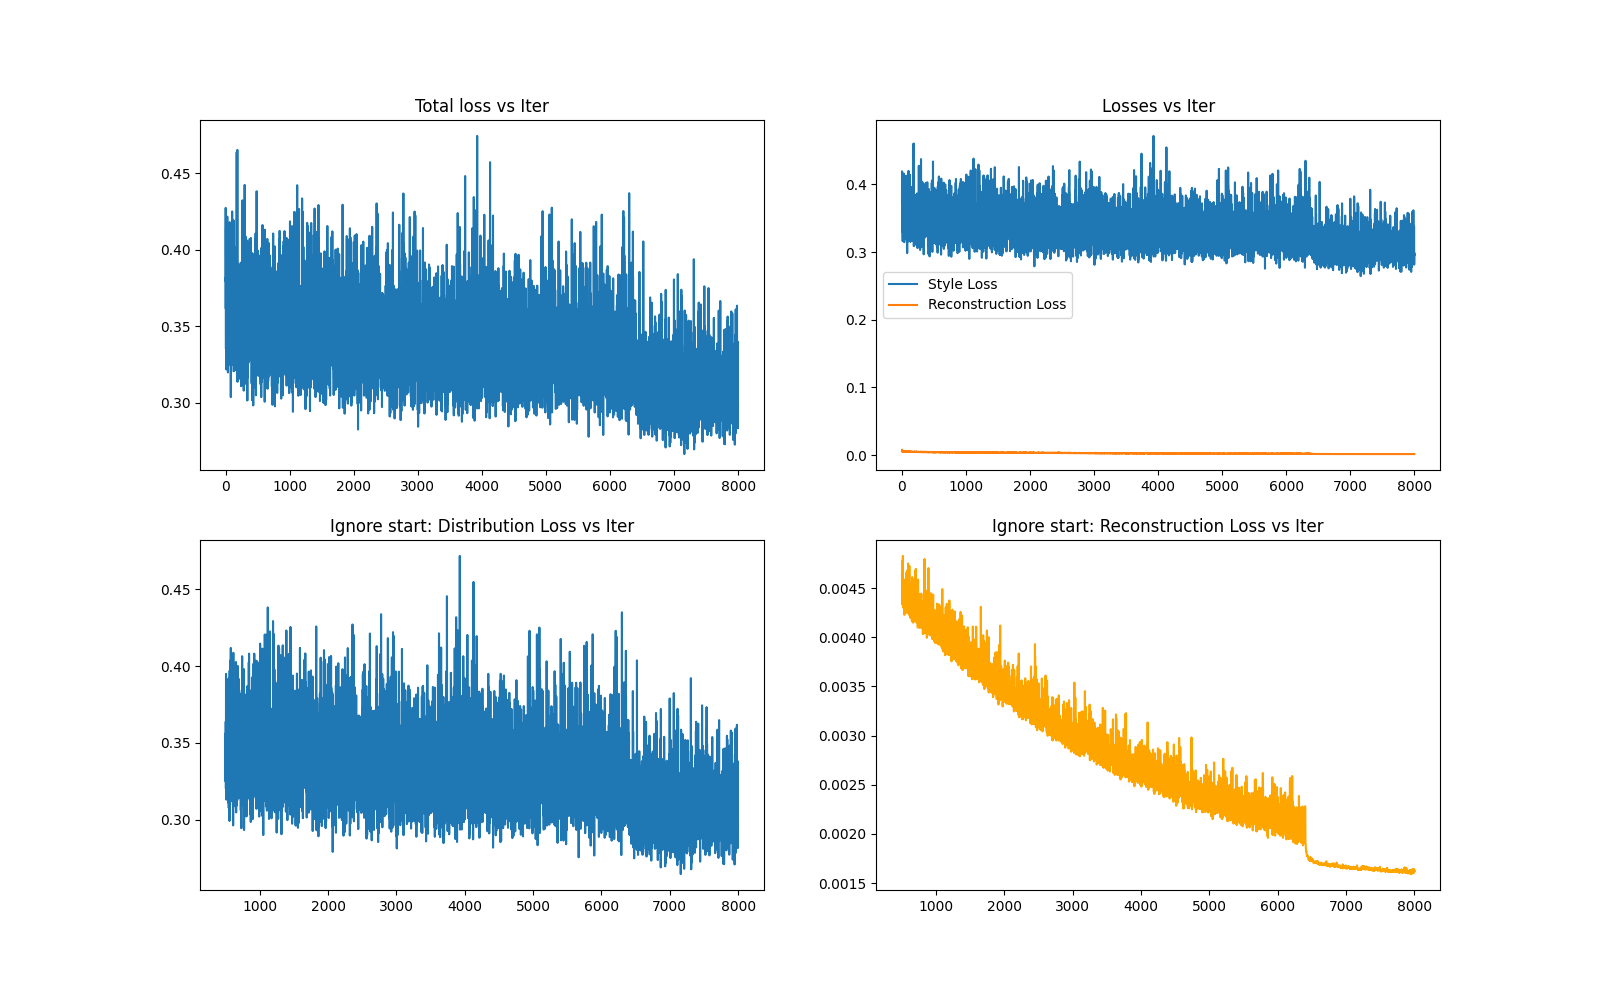 Total loss vs Iter
0.45
0.40
0.35
0.30
0 1000 2000 3000 4000 5000 6000 7000 8000
Losses vs Iter
0.4
0.3
0.2
0.1
0.0
Style Loss
Reconstruction Loss
0 1000 2000 3000 4000 5000 6000 7000 8000
Ignore start: Distribution Loss vs Iter
0.45
0.40
0.35
0.30
1000 2000 3000 4000 5000 6000 7000 8000
Ignore start: Reconstruction Loss vs Iter
0.0045
0.0040
0.0035
0.0030
0.0025
0.0020
0.0015
1000 2000 3000 4000 5000 6000 7000 8000